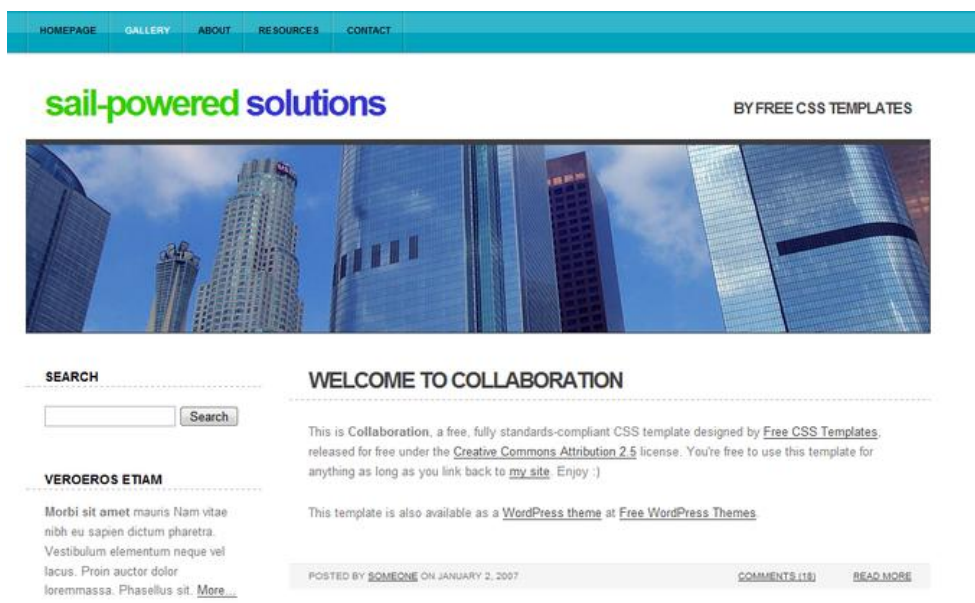 HOMEPAGE GALLERY ABOUT RESOURCES CONTACT
sail-powered solutions
BY FREE CSS TEMPLATES
SEARCH
Search
VEROEROS ETIAM
Morbi sit amet mauris Nam vitae
nibh eu sapien dictum pharetra.
Vestibulum elementum neque vel
lacus. Proin auctor dolor
loremmassa. Phasellus sit. More...
WELCOME TO COLLABORATION
This is Collaboration, a free, fully standards-compliant CSS template designed by Free CSS Templates,
released for free under the Creative Commons Attribution 2.5 license. You're free to use this template for
anything as long as you link back to my site. Enjoy :)
This template is also available as a WordPress theme at Free WordPress Themes.
POSTED BY SOMEONE ON JANUARY 2, 2007
COMMENTS (18) READ MORE